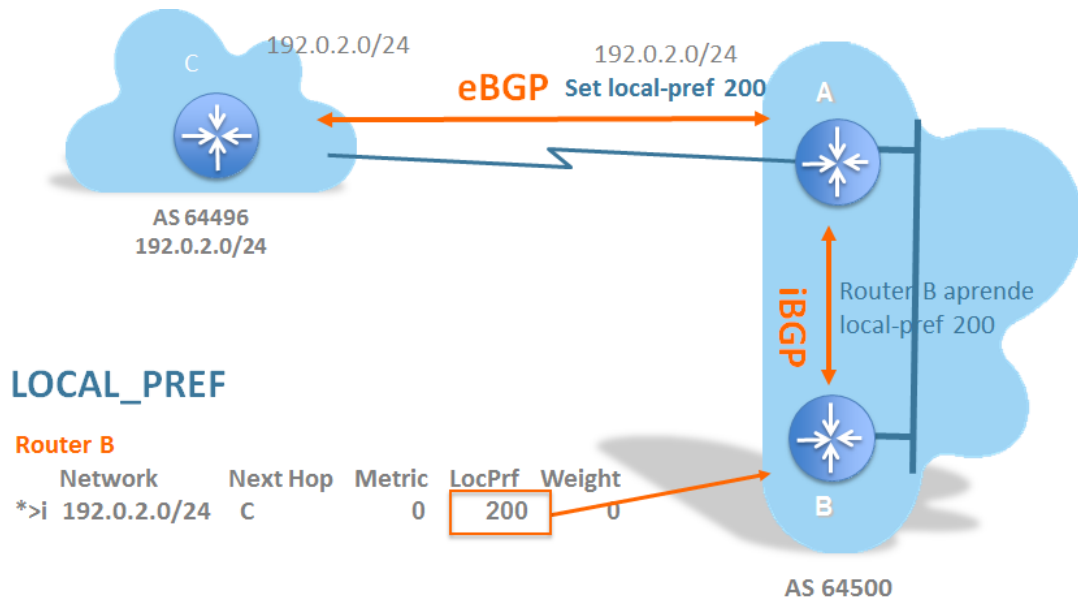 C
192.0.2.0/24
192.0.2.0/24
eBGP Set local-pref 200
A
AS 64496
192.0.2.0/24
iBGP
Router B aprende
local-pref 200
LOCAL_PREF
Router B
Network Next Hop Metric LocPrf Weight
*>i 192.0.2.0/24 C 0 200 0
B
AS 64500